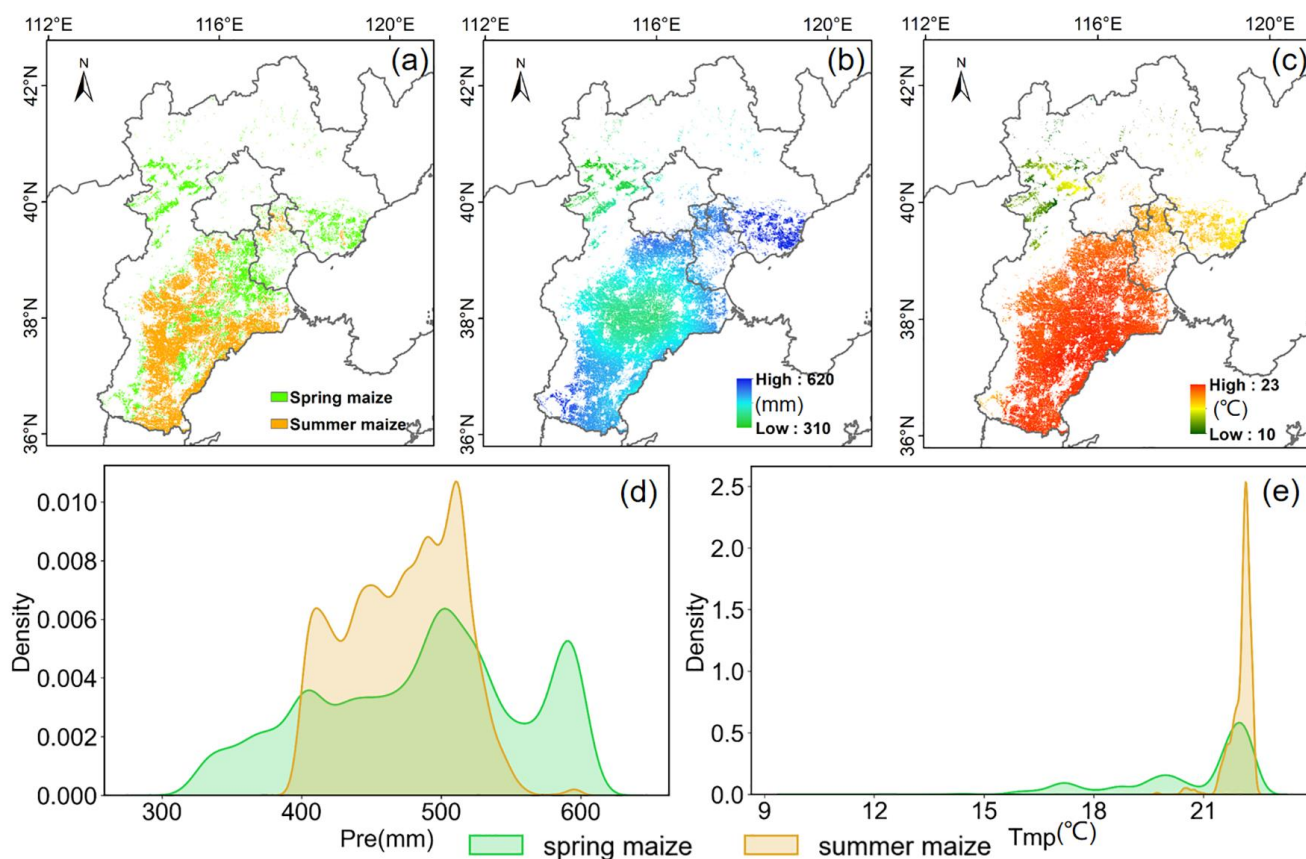 112°E 116°E 120°E
116°E 120°E
116°E 120°E
42°N
40°N
38°N
36°N
N
(a)
Spring maize
Summer maize
42°N
40°N
38°N
36°N
N
(b)
High : 620
(mm)
Low : 310
42°N
40°N
38°N
36°N
N
(c)
High : 23
(℃)
Low : 10
(d)
Density
0.010
0.008
0.006
0.004
0.002
0.000
300 400 500 600
Pre(mm)
(e)
Density
2.5
2.0
1.5
1.0
0.5
0.0
9 12 15 18 21
Tmp(℃)
spring maize summer maize